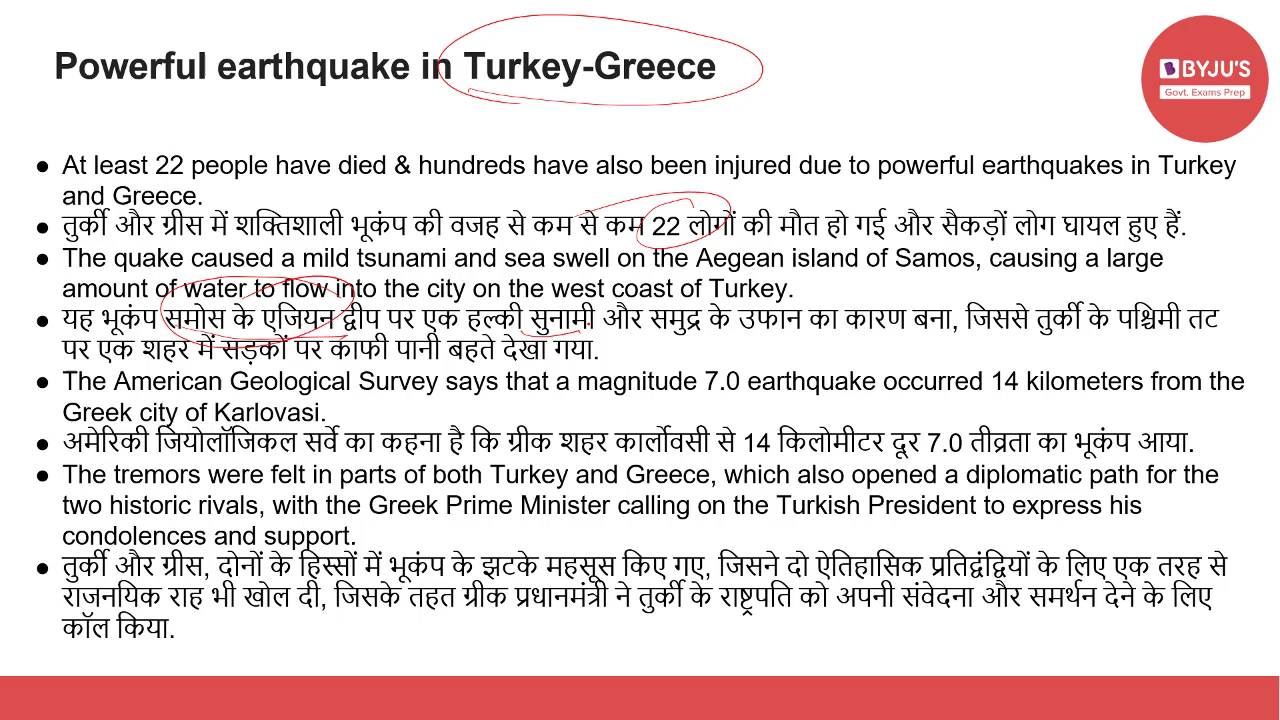 Powerful earthquake in Turkey-Greece
BYJU'S
Govt. Exams Prep
● At least 22 people have died & hundreds have also been injured due to powerful earthquakes in Turkey
and Greece.
● तुर्की और ग्रीस में शक्तिशाली भूकंप की वजह से कम से कम 22 लोगों की मौत हो गई और सैकड़ों लोग घायल हुए हैं.
● The quake caused a mild tsunami and sea swell on the Aegean island of Samos, causing a large
amount of water to flow into the city on the west coast of Turkey.
● यह भूकंप समोस के एजियन द्वीप पर एक हल्की सुनामी और समुद्र के उफान का कारण बना, जिससे तुर्की के पश्चिमी तट
पर एक शहर में सड़कों पर काफी पानी बहते देखा गया.
● The American Geological Survey says that a magnitude 7.0 earthquake occurred 14 kilometers from the
Greek city of Karlovasi.
● अमेरिकी जियोलॉजिकल सर्वे का कहना है कि ग्रीक शहर कार्लोवसी से 14 किलोमीटर दूर 7.0 तीव्रता का भूकंप आया.
● The tremors were felt in parts of both Turkey and Greece, which also opened a diplomatic path for the
two historic rivals, with the Greek Prime Minister calling on the Turkish President to express his
condolences and support.
● तुर्की और ग्रीस, दोनों के हिस्सों में भूकंप के झटके महसूस किए गए, जिसने दो ऐतिहासिक प्रतिद्वंद्वियों के लिए एक तरह से
राजनयिक राह भी खोल दी, जिसके तहत ग्रीक प्रधानमंत्री ने तुर्की के राष्ट्रपति को अपनी संवेदना और समर्थन देने के लिए
कॉल किया.